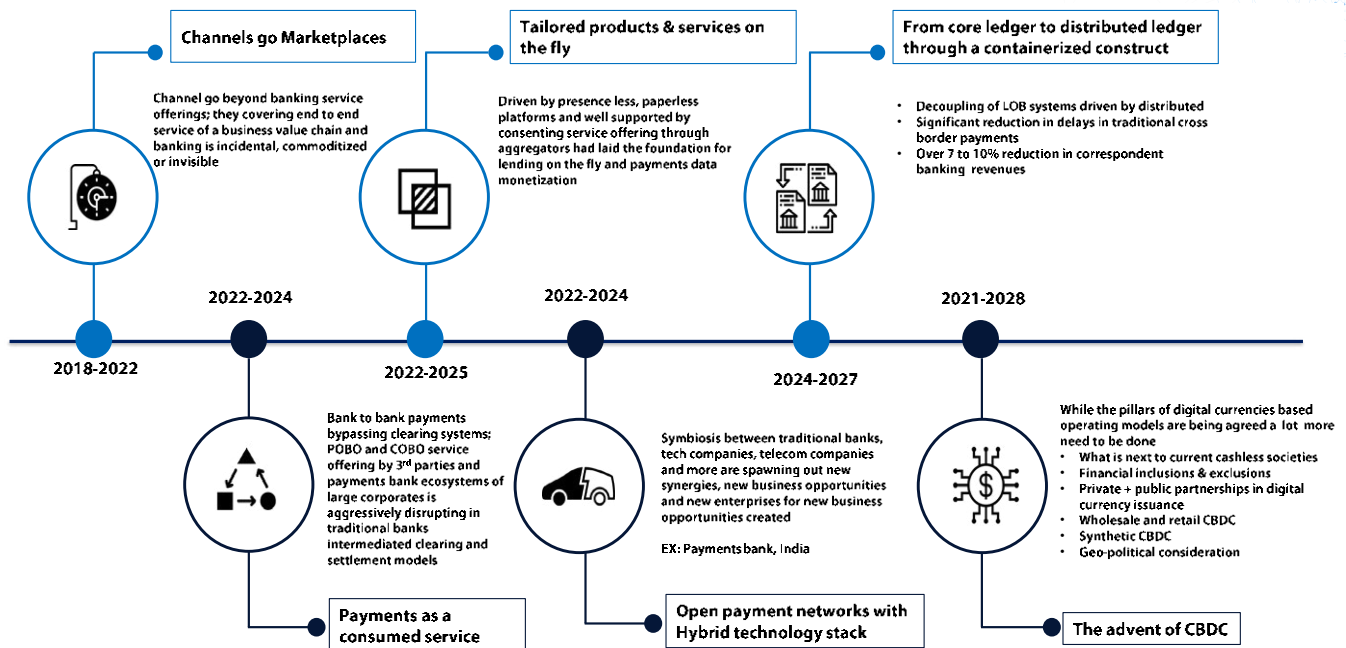 Channels go Marketplaces
Channel go beyond banking service
offerings; they covering end to end
service of a business value chain and
banking is incidental, commoditized
or invisible
2018-2022
Tailored products & services on
the fly
Driven by presence less, paperless
platforms and well supported by
consenting service offering through
aggregators had laid the foundation for
lending on the fly and payments data
monetization
2022-2025
From core ledger to distributed ledger
through a containerized construct
• Decoupling of LOB systems driven by distributed
• Significant reduction in delays in traditional cross
border payments
• Over 7 to 10% reduction in correspondent
banking revenues
2024-2027
2022-2024
Bank to bank payments
bypassing clearing systems;
POBO and COBO service
offering by 3rd parties and
payments bank ecosystems of
large corporates is
aggressively disrupting in
traditional banks
intermediated clearing and
settlement models
Payments as a
consumed service
2022-2024
Symbiosis between traditional banks,
tech companies, telecom companies
and more are spawning out new
synergies, new business opportunities
and new enterprises for new business
opportunities created
EX: Payments bank, India
Open payment networks with
Hybrid technology stack
2021-2028
$
While the pillars of digital currencies based
operating models are being agreed a lot more
need to be done
• What is next to current cashless societies
• Financial inclusions & exclusions
• Private + public partnerships in digital
currency issuance
• Wholesale and retail CBDC
• Synthetic CBDC
• Geo-political consideration
The advent of CBDC